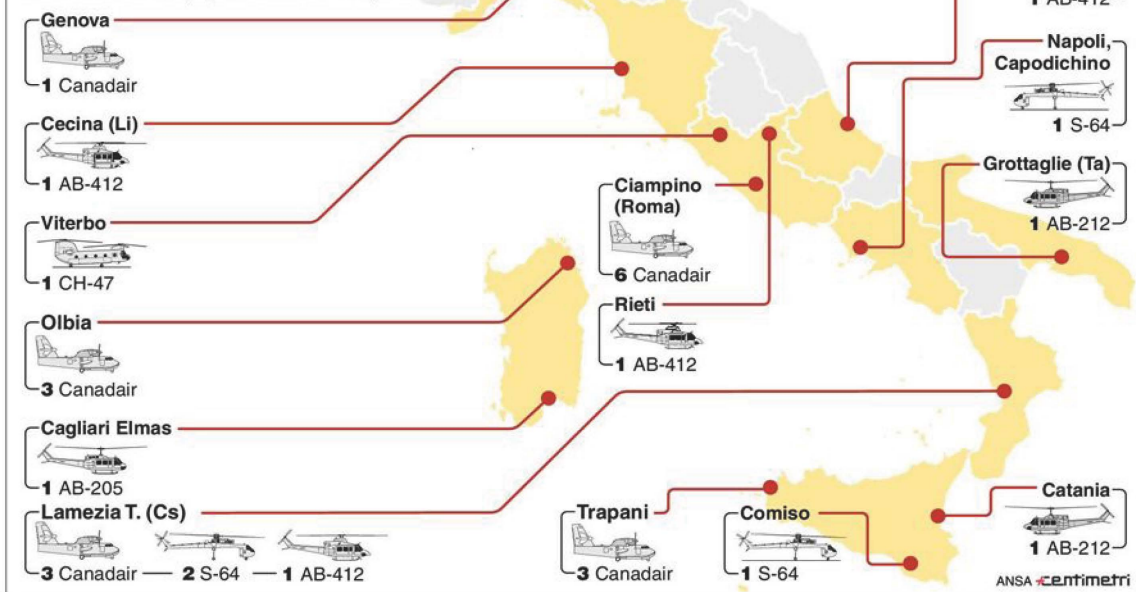 Genova
1 Canadair
Cecina (Li)
1 AB-412
Viterbo
1 CH-47
Olbia
3 Canadair
Cagliari Elmas
1 AB-205
Lamezia T. (Cs)
3 Canadair
2 S-64
1 AB-412
Ciampino
(Roma)
6 Canadair
Rieti
1 AB-412
Trapani
3 Canadair
Comiso
1 S-64
1 AB-412
Napoli,
Capodichino
1 S-64
Grottaglie (Ta)
1 AB-212
Catania
1 AB-212
ANSA centimetri